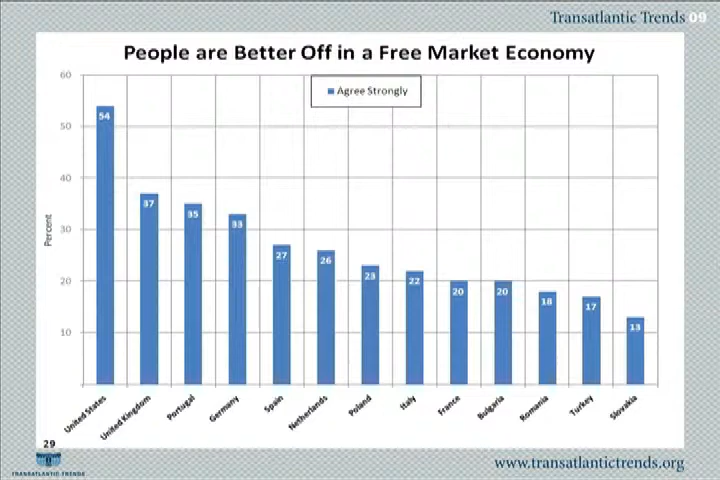 Transatlantic Trends 09
People are Better Off in a Free Market Economy
Agree Strongly
Percent
60
50
40
30
20
10
54
37
35
33
27
26
23
22
20
20
18
17
13
United States
United Kingdom
Portugal
Germany
Spain
Netherlands
Poland
Italy
France
Bulgaria
Romania
Turkey
Slovakia
29
TRANSATLANTIC TRENDS
www.transatlantictrends.org